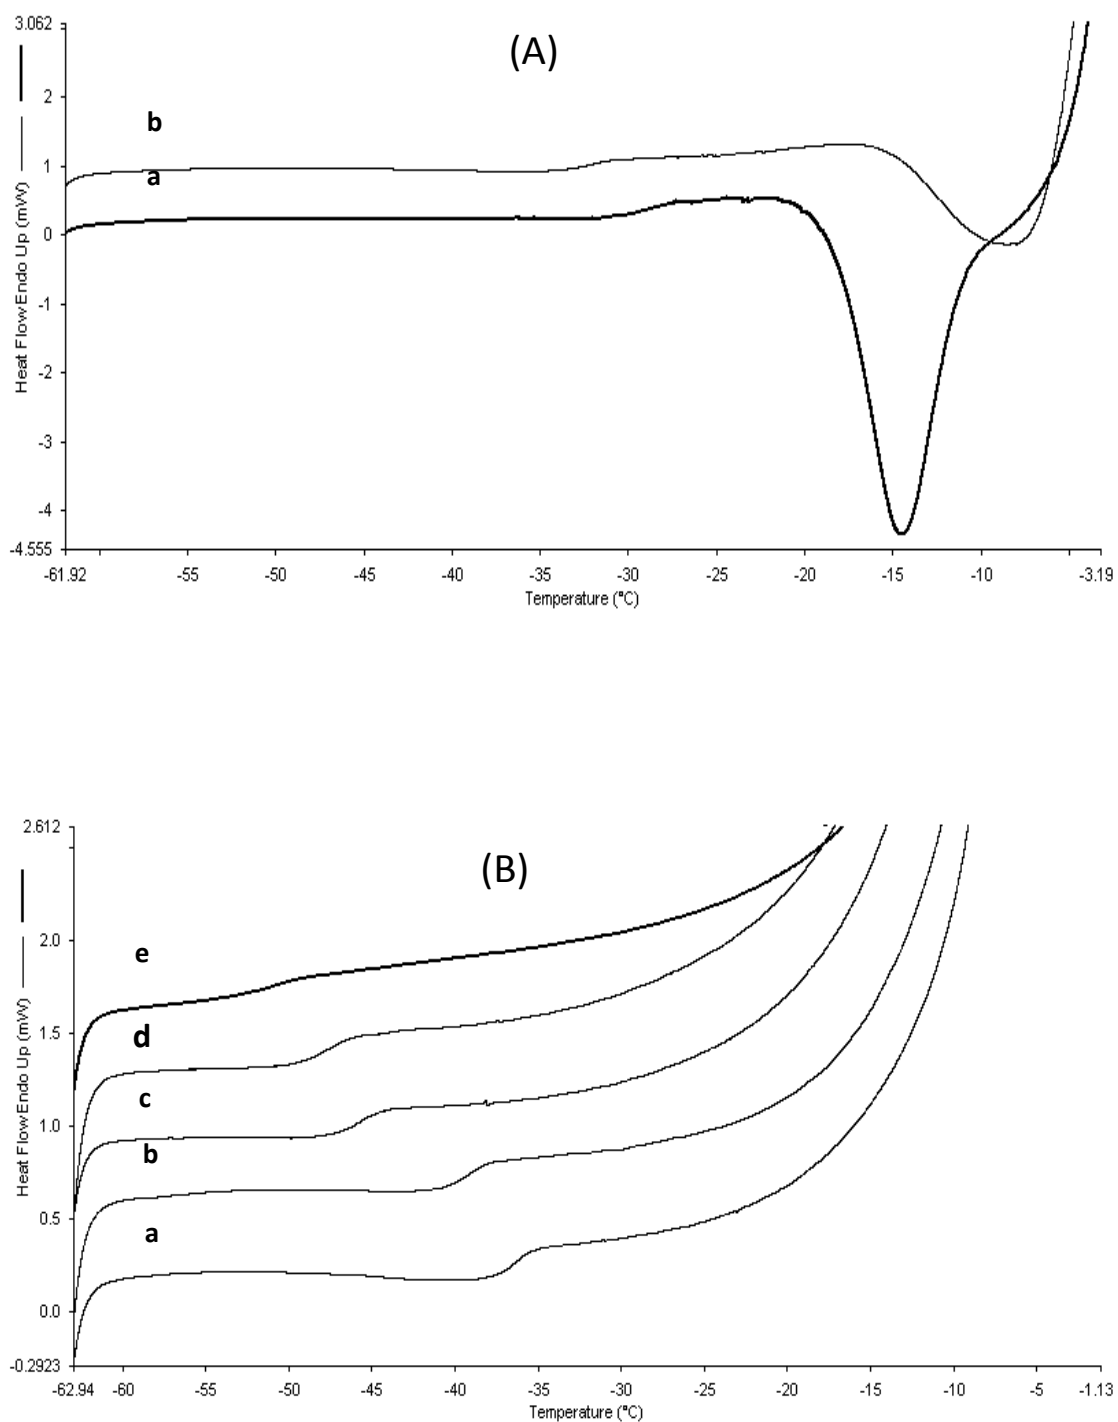 3.062
(A)
2
b
1
a
0
-1
-2
-3
-4
-4.555
Heat Flow Endo Up (mW)
-61.92 -55 -50 -45 -40 -35 -30 -25 -20 -15 -10 -3.19
Temperature (°C)
2.612
(B)
2.0
e
1.5
d
c
1.0
b
0.5
a
0.0
-0.2923
Heat Flow Endo Up (mW)
-62.94 -60 -55 -50 -45 -40 -35 -30 -25 -20 -15 -10 -5 -1.13
Temperature (°C)